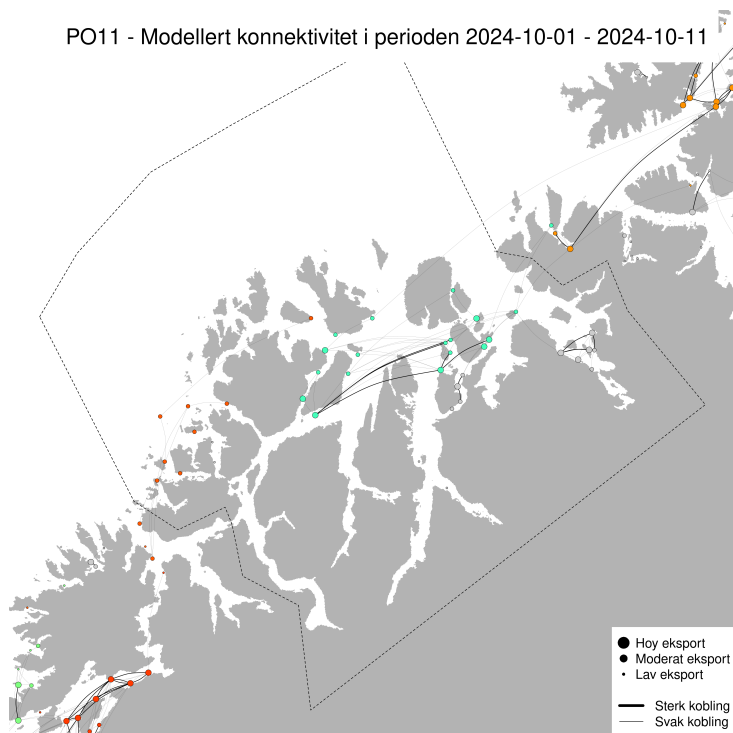 PO11 - Modellert konnektivitet i perioden 2024-10-01 - 2024-10-11
Hoy eksport
Moderat eksport
Lav eksport
Sterk kobling
Svak kobling